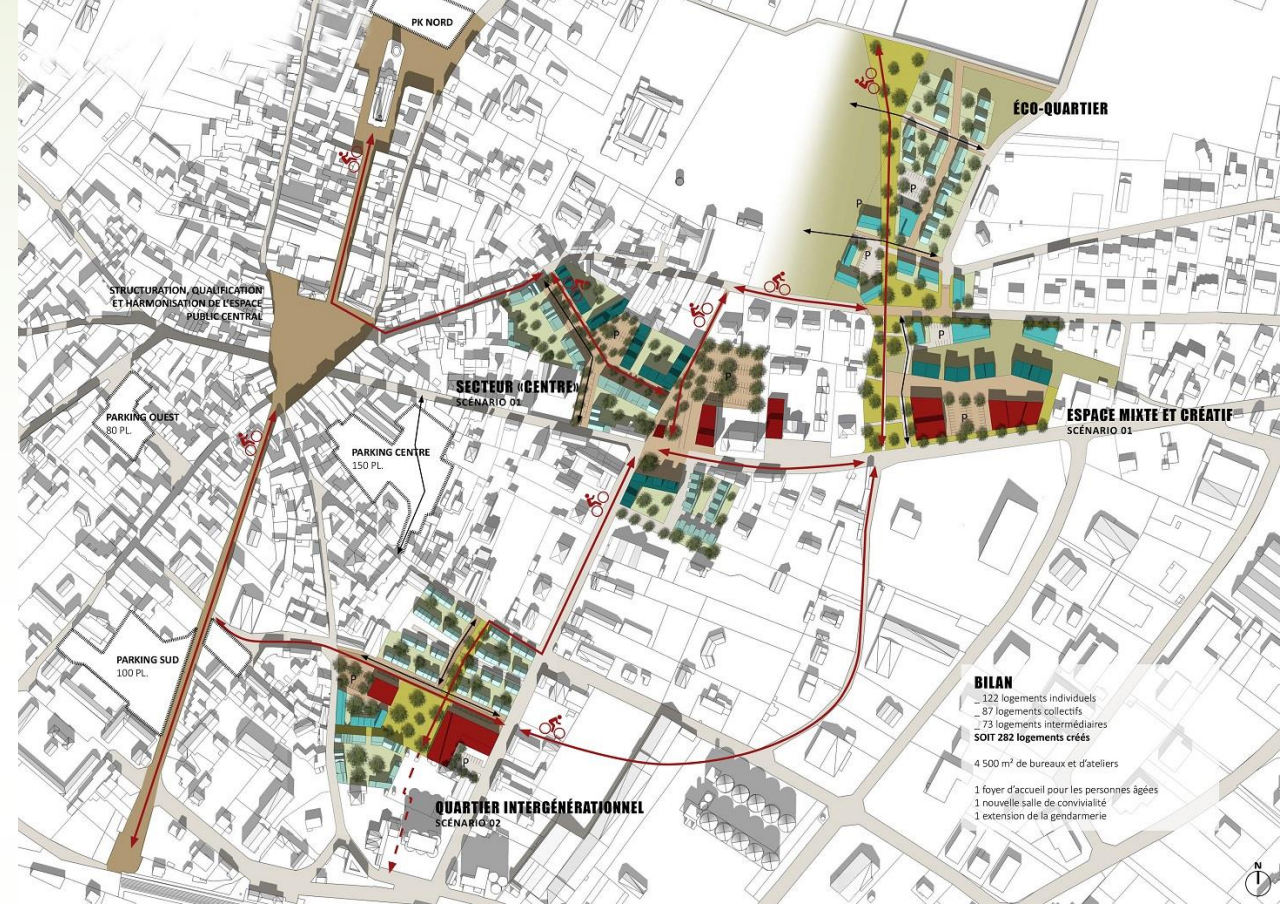 PK NORD
ÉCO-QUARTIER
P
P
P
STRUCTURATION, QUALIFICATION
ET HARMONISATION DE L'ESPACE
PUBLIC CENTRAL
P
P
SECTEUR «CENTRE»
SCÉNARIO 01
P
P
ESPACE MIXTE ET CRÉATIF
SCÉNARIO 01
PARKING OUEST
80 PL.
PARKING CENTRE
150 PL.
PARKING SUD
100 PL.
P
P
QUARTIER INTERGÉNÉRATIONNEL
SCÉNARIO 02
BILAN
_ 122 logements individuels
_ 87 logements collectifs
_ 73 logements intermédiaires
SOIT 282 logements créés
4 500 m² de bureaux et d'ateliers
1 foyer d'accueil pour les personnes âgées
1 nouvelle salle de convivialité
1 extension de la gendarmerie
N